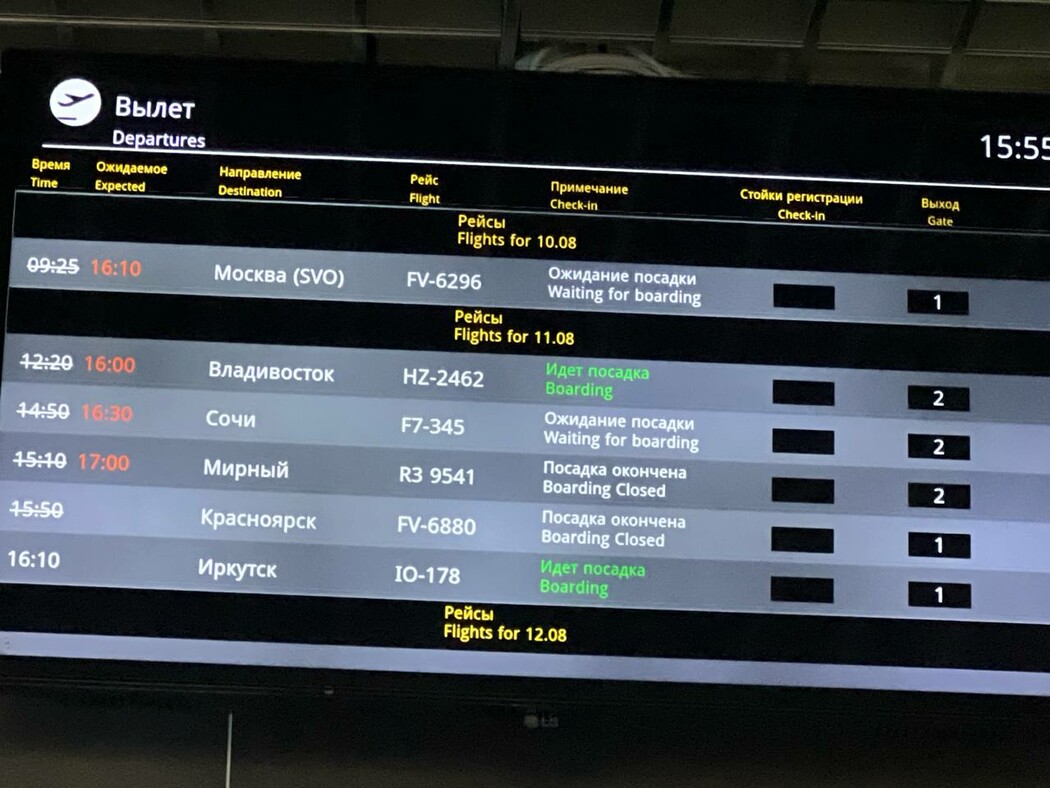 Вылет
Departures
15:55
Время Ожидаемое Направление Рейс Примечание Стойки регистрации Выход
Time Expected Destination Flight Check-in Check-in Gate
Рейсы
Flights for 10.08
09:25 16:10 Москва (SVO) FV-6296 Ожидание посадки
Waiting for boarding 1
Рейсы
Flights for 11.08
12:20 16:00 Владивосток HZ-2462 Идет посадка
Boarding 2
14:50 16:30 Сочи F7-345 Ожидание посадки
Waiting for boarding 2
15:10 17:00 Мирный R3 9541 Посадка окончена
Boarding Closed 2
15:50 Красноярск FV-6880 Посадка окончена
Boarding Closed 1
16:10 Иркутск IO-178 Идет посадка
Boarding 1
Рейсы
Flights for 12.08
LG